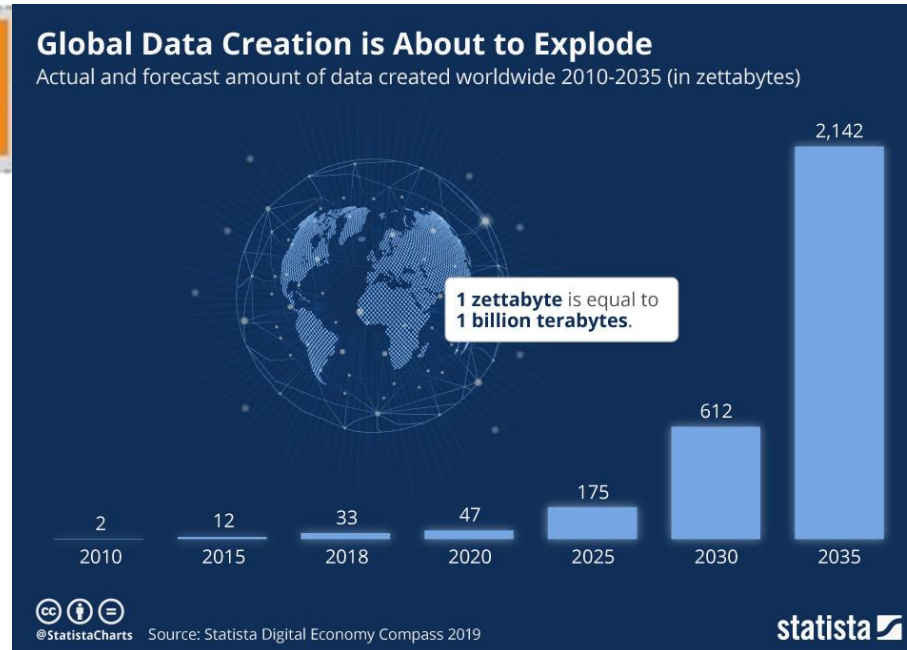 Global Data Creation is About to Explode
Actual and forecast amount of data created worldwide 2010-2035 (in zettabytes)
2,142
1 zettabyte is equal to
1 billion terabytes.
612
175
47
33
12
2
2010 2015 2018 2020 2025 2030 2035
@StatistaCharts Source: Statista Digital Economy Compass 2019
statista